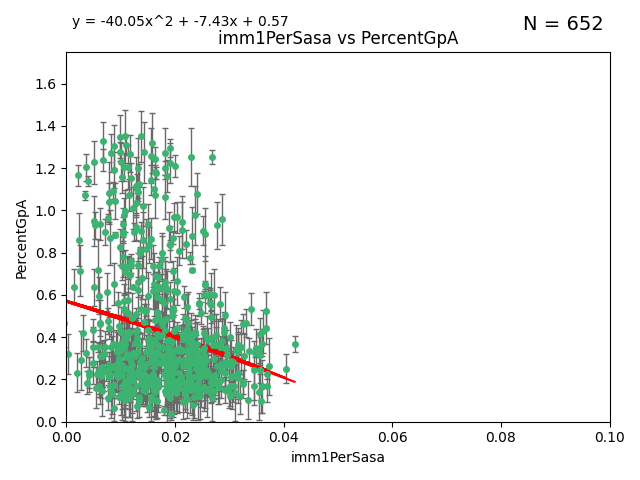 y = -40.05x^2 + -7.43x + 0.57
N = 652
imm1PerSasa vs PercentGpA
PercentGpA
1.6
1.4
1.2
1.0
0.8
0.6
0.4
0.2
0.0
0.00 0.02 0.04 0.06 0.08 0.10
imm1PerSasa